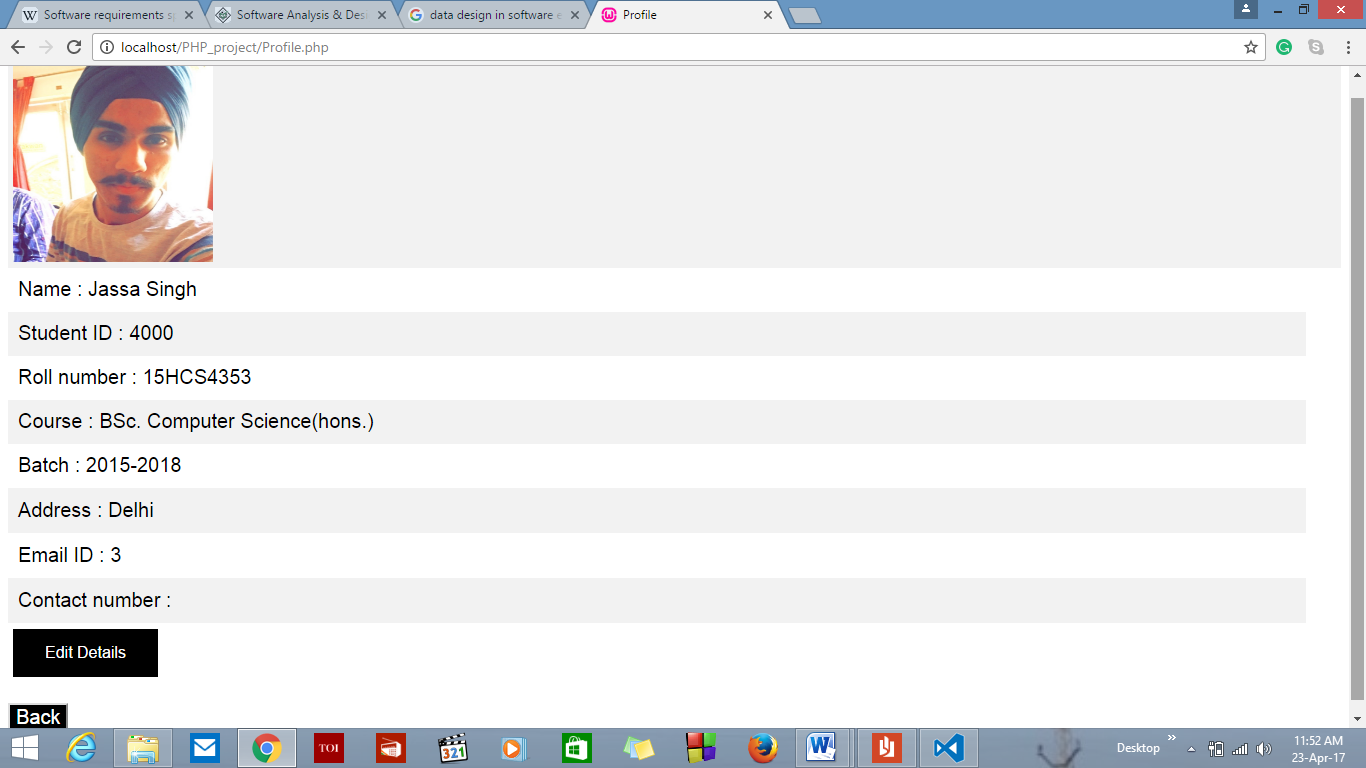 Software requirements s
Software Analysis & Des
data design in software e
Profile
localhost/PHP_project/Profile.php
Name : Jassa Singh
Student ID : 4000
Roll number : 15HCS4353
Course : BSc. Computer Science(hons.)
Batch : 2015-2018
Address : Delhi
Email ID : 3
Contact number :
Edit Details
Back
TOI
321
Desktop
11:52 AM
23-Apr-17